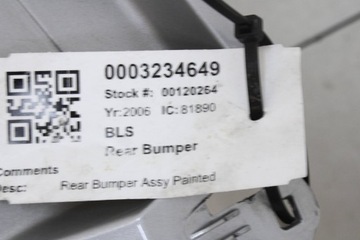 0003234649
Stock #: 00120264
Yr:2006 IC:81890
BLS
Rear Bumper
Comments
Desc: Rear Bumper Assy Painted